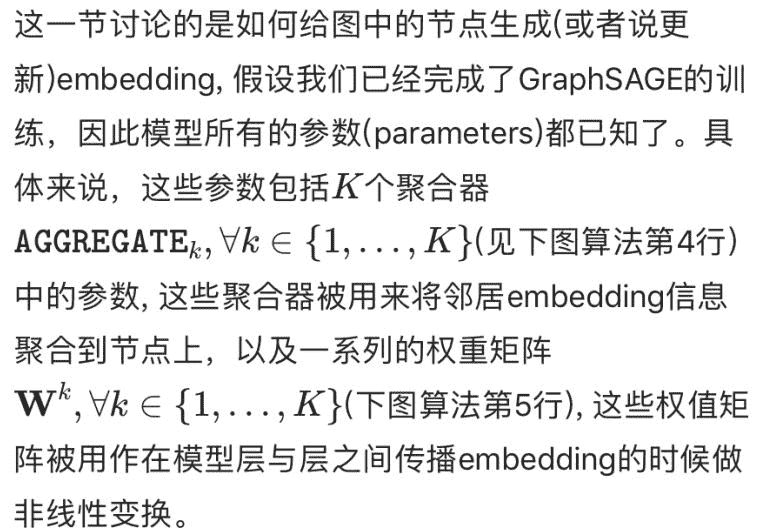 这一节讨论的是如何给图中的节点生成(或者说更
新)embedding, 假设我们已经完成了GraphSAGE的训
练，因此模型所有的参数(parameters)都已知了。具
体来说，这些参数包括K个聚合器
AGGREGATEₖ, ∀k ∈ {1, . . . , K}(见下图算法第4行)
中的参数, 这些聚合器被用来将邻居embedding信息
聚合到节点上，以及一系列的权重矩阵
Wᵏ, ∀k ∈ {1, . . . , K}(下图算法第5行), 这些权值矩
阵被用作在模型层与层之间传播embedding的时候做
非线性变换。